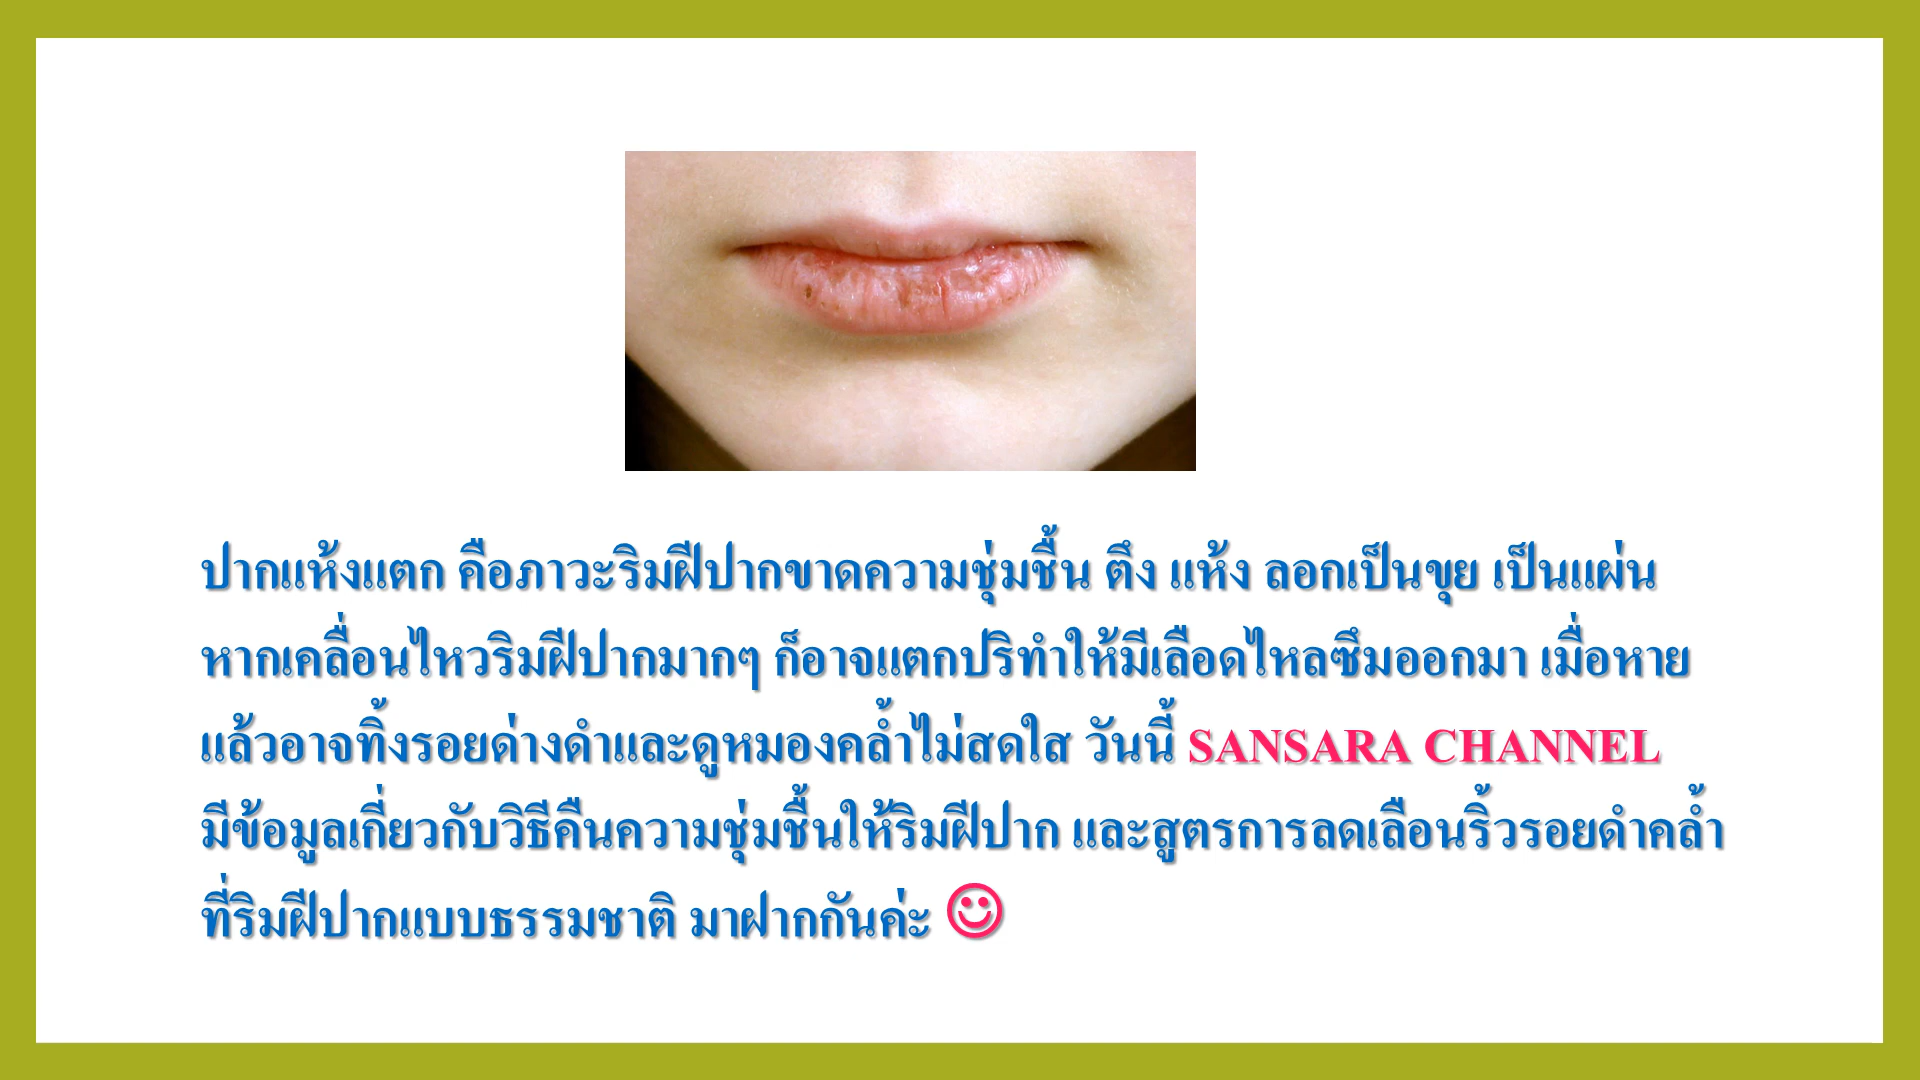 ปากแห้งแตก คือภาวะริมฝีปากขาดความชุ่มชื้น ตึง แห้ง ลอกเป็นขุย เป็นแผ่น
หากเคลื่อนไหวริมฝีปากมากๆ ก็อาจแตกปริทำให้มีเลือดไหลซึมออกมา เมื่อหาย
แล้วอาจทิ้งรอยด่างดำและดูหมองคล้ำไม่สดใส วันนี้ SANSARA CHANNEL
มีข้อมูลเกี่ยวกับวิธีคืนความชุ่มชื้นให้ริมฝีปาก และสูตรการลดเลือนริ้วรอยดำคล้ำ
ที่ริมฝีปากแบบธรรมชาติ มาฝากกันค่ะ ☺